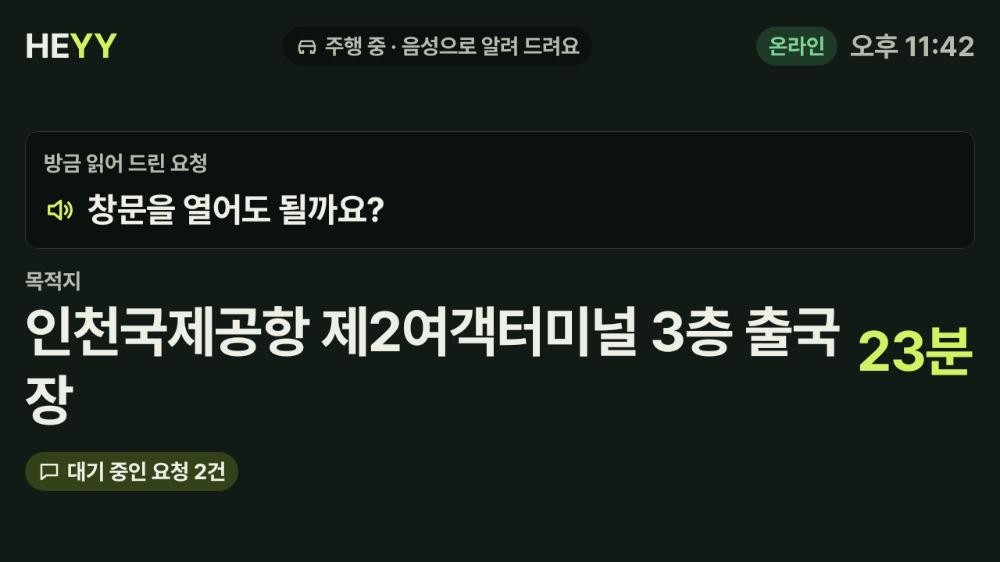 HEYY
주행 중 · 음성으로 알려 드려요
온라인
오후 11:42
방금 읽어 드린 요청
창문을 열어도 될까요?
목적지
인천국제공항 제2여객터미널 3층 출국
장
23분
대기 중인 요청 2건